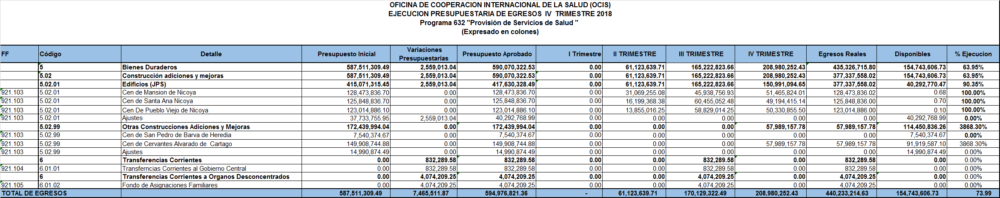 OFICINA DE COOPERACION INTERNACIONAL DE LA SALUD (OCIS)
EJECUCION PRESUPUESTARIA DE EGRESOS IV TRIMESTRE 2018
Programa 632 "Provisión de Servicios de Salud "
(Expresado en colones)
FF Código Detalle Presupuesto Inicial Variaciones Presupuestarias Presupuesto Aprobado I Trimestre II TRIMESTRE III TRIMESTRE IV TRIMESTRE Egresos Reales Disponibles % Ejecucion
5 Bienes Duraderos 587,511,309.49 2,559,013.04 590,070,322.53 0.00 61,123,639.71 165,222,823.66 208,980,252.43 435,326,715.80 154,743,606.73 63.95%
5.02 Construcción adiciones y mejoras 587,511,309.49 2,559,013.04 590,070,322.53 0.00 61,123,639.71 165,222,823.66 208,980,252.43 377,337,558.02 154,743,606.73 63.95%
5.02.01 Edificios (JPS) 415,071,315.45 2,559,013.04 417,630,328.49 0.00 61,123,639.71 165,222,823.66 150,991,094.65 377,337,558.02 40,292,770.47 90.35%
921.103 5.02.01 Cen de Mansion de Nicoya 128,473,836.70 0.00 128,473,836.70 0.00 31,069,255.08 45,938,756.93 51,465,824.01 128,473,836.02 0.68 100.00%
921.103 5.02.01 Cen de Santa Ana Nicoya 125,848,836.70 0.00 125,848,836.70 0.00 16,199,368.38 60,455,052.48 49,194,415.14 125,848,836.00 0.70 100.00%
921.103 5.02.01 Cen De Pueblo Viejo de Nicoya 123,014,886.10 0.00 123,014,886.10 0.00 13,855,016.25 58,829,014.25 50,330,855.50 123,014,886.00 0.10 100.00%
921.103 5.02.01 Ajustes 37,733,755.95 2,559,013.04 40,292,768.99 0.00 0.00 0.00 0.00 0.00 40,292,768.99 0.00%
5.02.99 Otras Construcciones Adiciones y Mejoras 172,439,994.04 0.00 172,439,994.04 0.00 0.00 0.00 57,989,157.78 57,989,157.78 114,450,836.26 3868.30%
921.103 5.02.99 Cen de San Pedro de Barva de Heredia 7,540,374.67 0.00 7,540,374.67 0.00 0.00 0.00 0.00 0.00 7,540,374.67 0.00%
921.103 5.02.99 Cen de Cervantes Alvarado de Cartago 149,908,744.88 0.00 149,908,744.88 0.00 0.00 0.00 57,989,157.78 57,989,157.78 91,919,587.10 3868.30%
921.103 5.02.99 Ajustes 14,990,874.49 0.00 14,990,874.49 0.00 0.00 0.00 0.00 0.00 14,990,874.49 0.00%
6 Transferencias Corrientes 0.00 832,289.58 832,289.58 0.00 0.00 832,289.58 0.00 832,289.58 0.00 0.00%
921.104 6.01.01 Transferncias Corrientes al Gobierno Central 0.00 832,289.58 832,289.58 0.00 0.00 832,289.58 0.00 832,289.58 0.00 0.00%
6 Transferencias Corrientes a Organos Desconcentrados 0.00 4,074,209.25 4,074,209.25 0.00 0.00 4,074,209.25 0.00 4,074,209.25 0.00 0.00%
921.105 6.01.02 Fondo de Asignaciones Familiares 0.00 4,074,209.25 4,074,209.25 0.00 0.00 4,074,209.25 0.00 4,074,209.25 0.00 0.00%
TOTAL DE EGRESOS 587,511,309.49 7,465,511.87 594,976,821.36 - 61,123,639.71 170,129,322.49 208,980,252.43 440,233,214.63 154,743,606.73 73.99